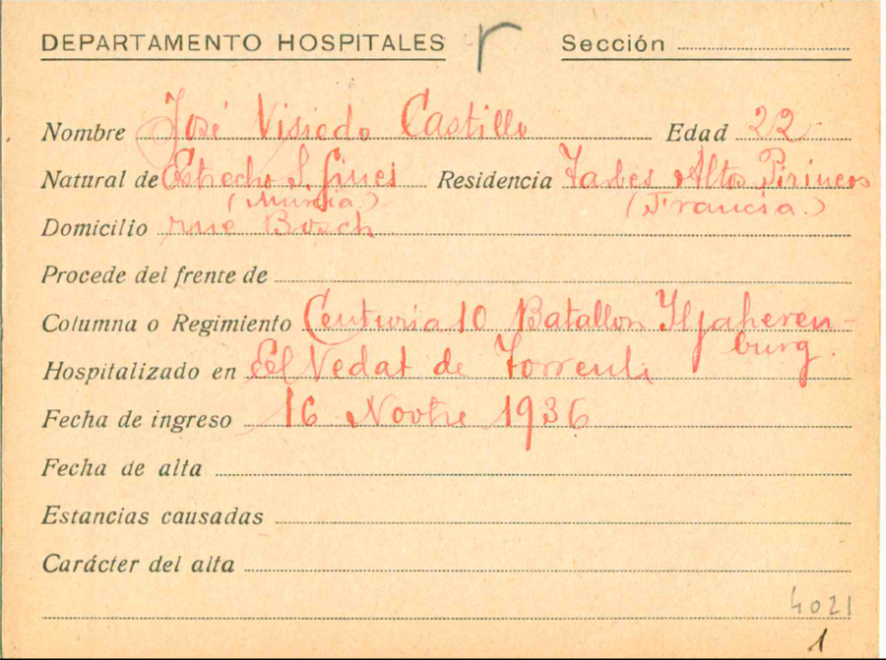 DEPARTAMENTO HOSPITALES r Sección
Nombre José Visiedo Castillo Edad 22
Natural de Estrecho S. Ginés Residencia Tarbes Altos Pirineos
(Murcia.) (Francia.)
Domicilio rue Bosch
Procede del frente de
Columna o Regimiento Centuria 10 Batallon
burg.
Hospitalizado en El Vedat de Torrente
Fecha de ingreso 16 Novbre 1936
Fecha de alta
Estancias causadas
Carácter del alta
4021
1